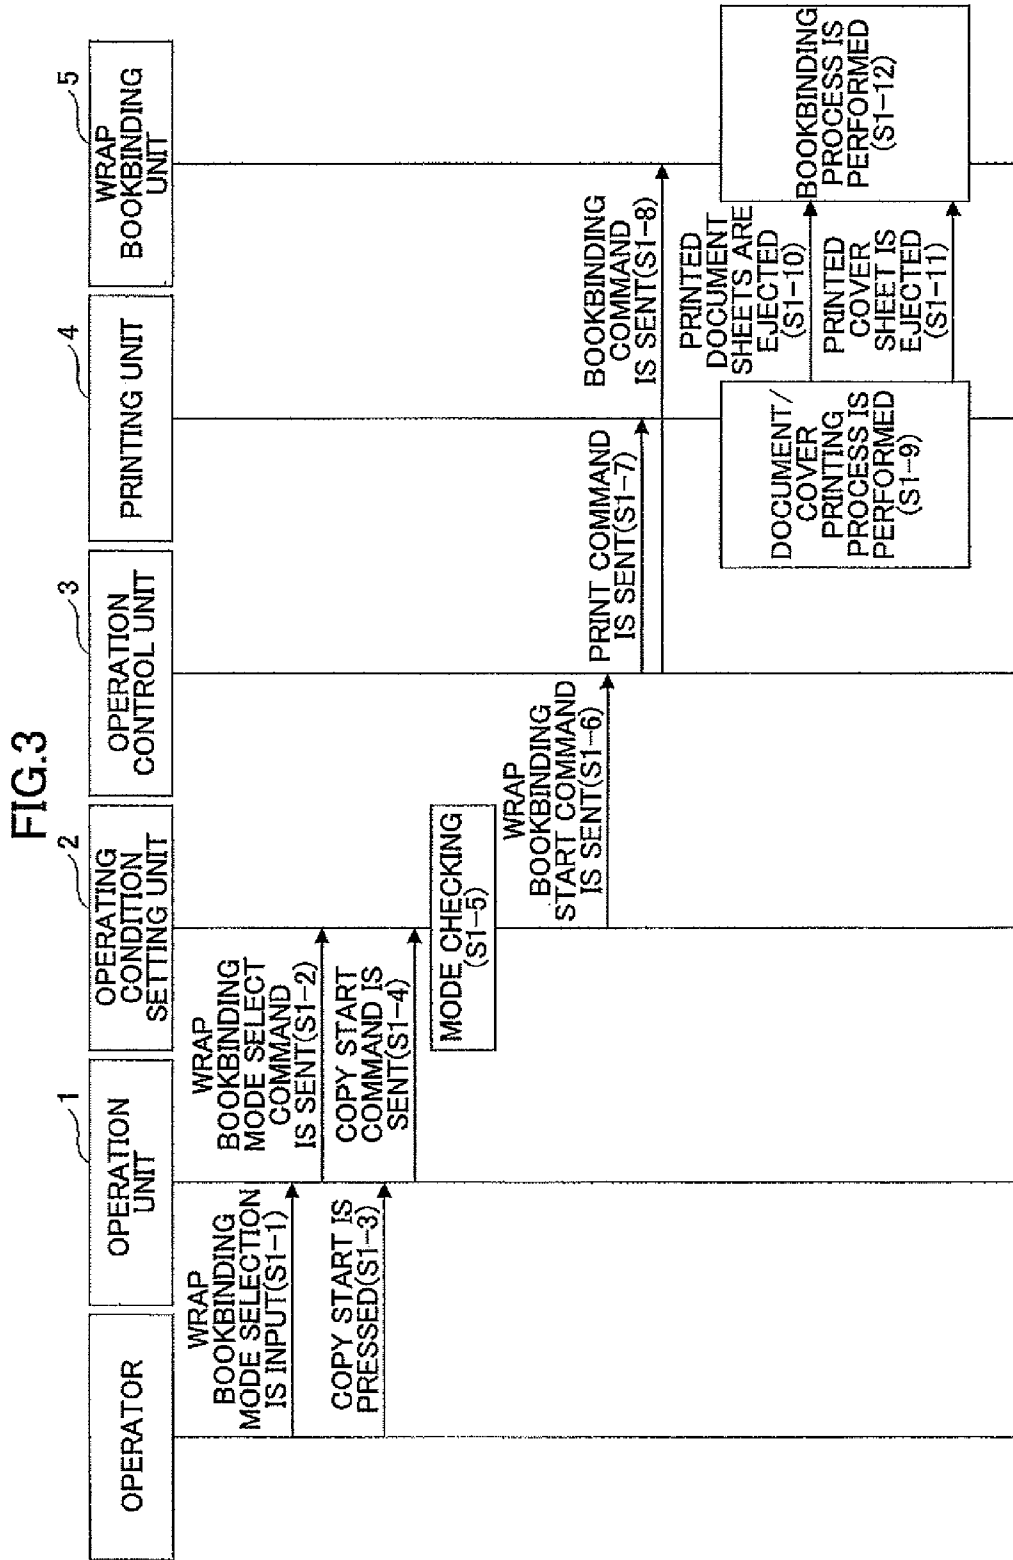 FIG.3
OPERATOR
1
OPERATION
UNIT
2
OPERATING
CONDITION
SETTING UNIT
3
OPERATION
CONTROL UNIT
4
PRINTING UNIT
5
WRAP
BOOKBINDING
UNIT
WRAP
BOOKBINDING
MODE SELECTION
IS INPUT(S1-1)
WRAP
BOOKBINDING
MODE SELECT
COMMAND
IS SENT(S1-2)
COPY START IS
PRESSED(S1-3)
COPY START
COMMAND IS
SENT(S1-4)
MODE CHECKING
(S1-5)
WRAP
BOOKBINDING
START COMMAND
IS SENT(S1-6)
PRINT COMMAND
IS SENT(S1-7)
BOOKBINDING
COMMAND
IS SENT(S1-8)
DOCUMENT/
COVER
PRINTING
PROCESS IS
PERFORMED
(S1-9)
PRINTED
DOCUMENT
SHEETS ARE
EJECTED
(S1-10)
PRINTED
COVER
SHEET IS
EJECTED
(S1-11)
BOOKBINDING
PROCESS IS
PERFORMED
(S1-12)